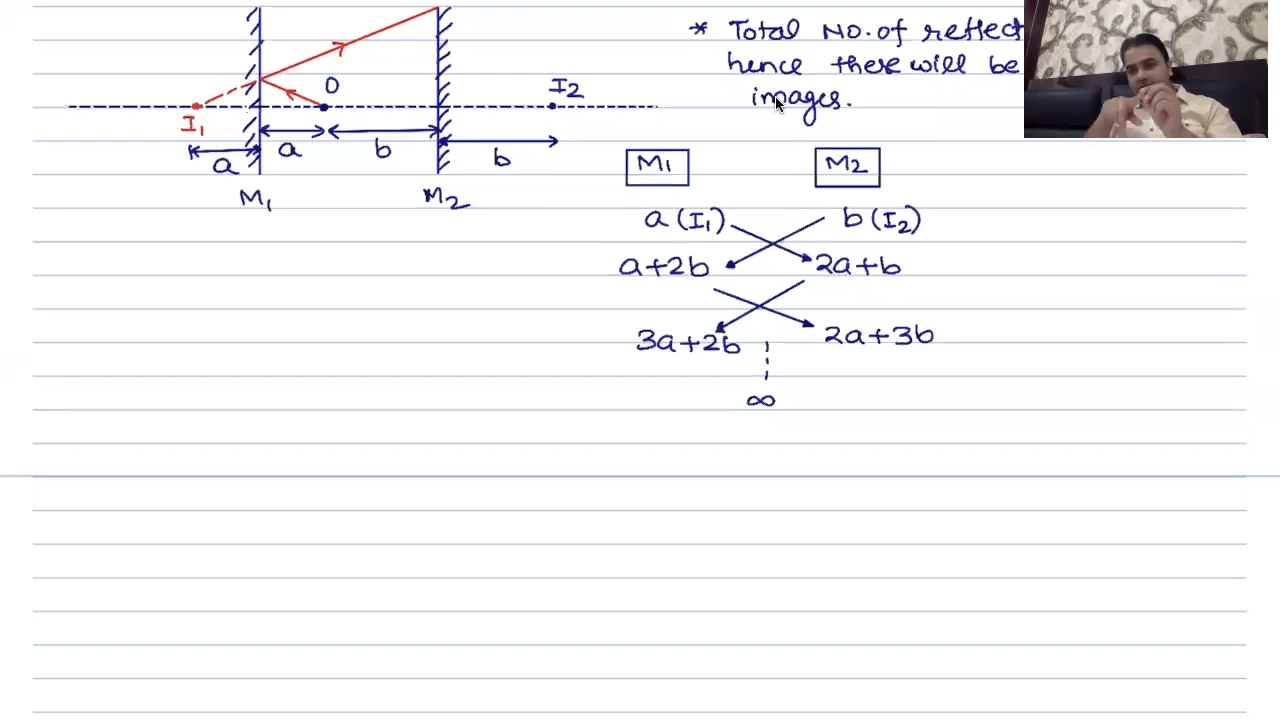 * Total No. of reflect
hence there will be
images.
O
I2
I1
a
b
a
b
M1
M2
M1
M2
a (I1)
b (I2)
a+2b
2a+b
3a+2b
2a+3b
∞